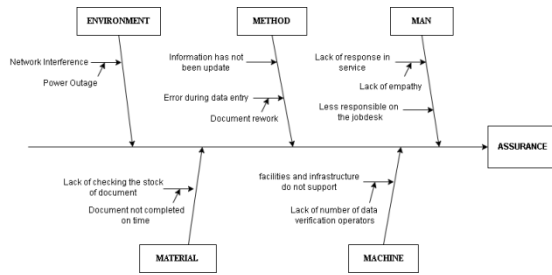 ENVIRONMENT
METHOD
MAN
Network Interference
Power Outage
Information has not
been update
Error during data entry
Document rework
Lack of response in
service
Lack of empathy
Less responsible on
the jobdesk
ASSURANCE
Lack of checking the stock
of document
Document not completed
on time
facilities and infrastructure
do not support
Lack of number of data
verification operators
MATERIAL
MACHINE